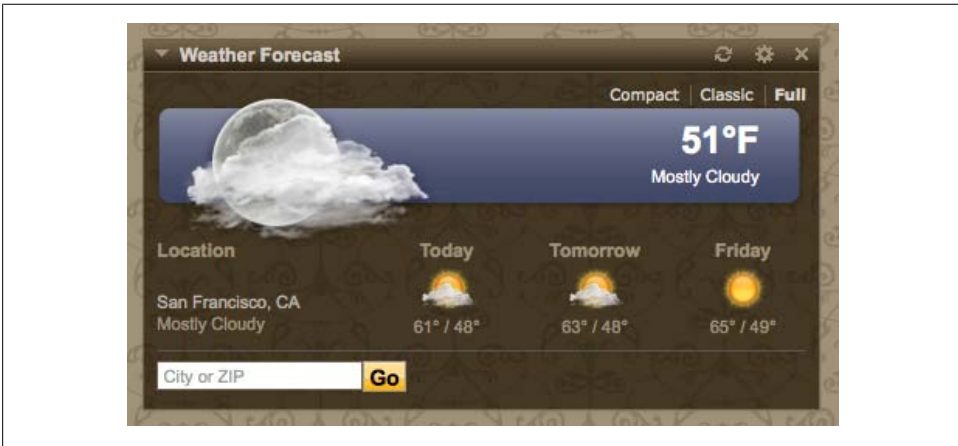 Weather Forecast
Compact | Classic | Full
51°F
Mostly Cloudy
Location Today Tomorrow Friday
San Francisco, CA
Mostly Cloudy 61° / 48° 63° / 48° 65° / 49°
City or ZIP Go